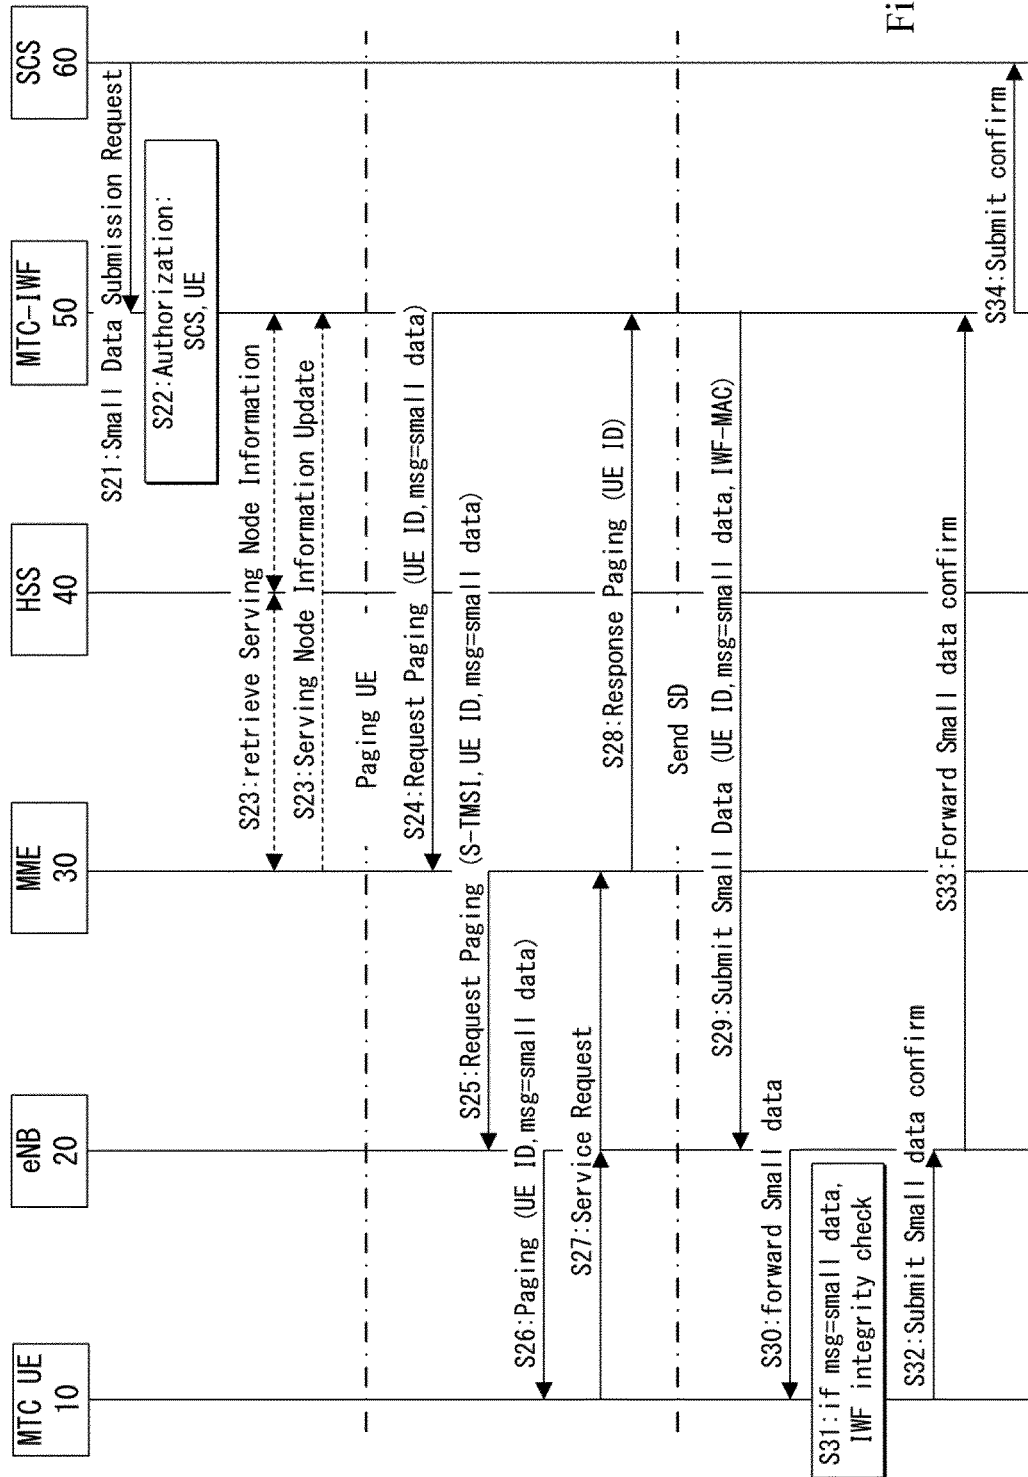 MTC UE
10
eNB
20
MME
30
HSS
40
MTC-IWF
50
SCS
60
S21:Small Data Submission Request
S22:Authorization:
SCS,UE
S23:retrieve Serving Node Information
S23:Serving Node Information Update
Paging UE
S24:Request Paging (UE ID,msg=small data)
S25:Request Paging (S-TMSI,UE ID,msg=small data)
S26:Paging (UE ID,msg=small data)
S27:Service Request
S28:Response Paging (UE ID)
Send SD
S29:Submit Small Data (UE ID,msg=small data,IWF-MAC)
S30:forward Small data
S31:if msg=small data,
IWF integrity check
S32:Submit Small data confirm
S33:Forward Small data confirm
S34:Submit confirm
Fi